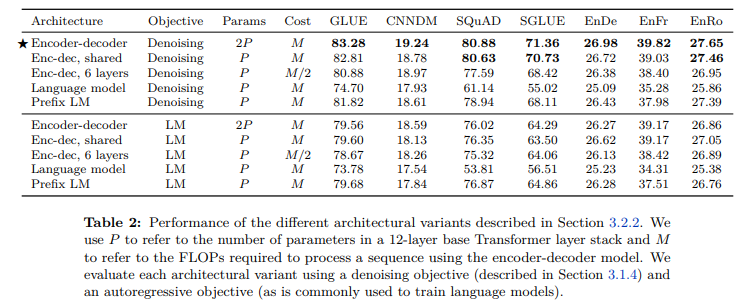 Architecture Objective Params Cost GLUE CNNDM SQuAD SGLUE EnDe EnFr EnRo
★ Encoder-decoder Denoising 2P M 83.28 19.24 80.88 71.36 26.98 39.82 27.65
Enc-dec, shared Denoising P M 82.81 18.78 80.63 70.73 26.72 39.03 27.46
Enc-dec, 6 layers Denoising P M/2 80.88 18.97 77.59 68.42 26.38 38.40 26.95
Language model Denoising P M 74.70 17.93 61.14 55.02 25.09 35.28 25.86
Prefix LM Denoising P M 81.82 18.61 78.94 68.11 26.43 37.98 27.39
Encoder-decoder LM 2P M 79.56 18.59 76.02 64.29 26.27 39.17 26.86
Enc-dec, shared LM P M 79.60 18.13 76.35 63.50 26.62 39.17 27.05
Enc-dec, 6 layers LM P M/2 78.67 18.26 75.32 64.06 26.13 38.42 26.89
Language model LM P M 73.78 17.54 53.81 56.51 25.23 34.31 25.38
Prefix LM LM P M 79.68 17.84 76.87 64.86 26.28 37.51 26.76
Table 2: Performance of the different architectural variants described in Section 3.2.2. We
use P to refer to the number of parameters in a 12-layer base Transformer layer stack and M
to refer to the FLOPs required to process a sequence using the encoder-decoder model. We
evaluate each architectural variant using a denoising objective (described in Section 3.1.4) and
an autoregressive objective (as is commonly used to train language models).